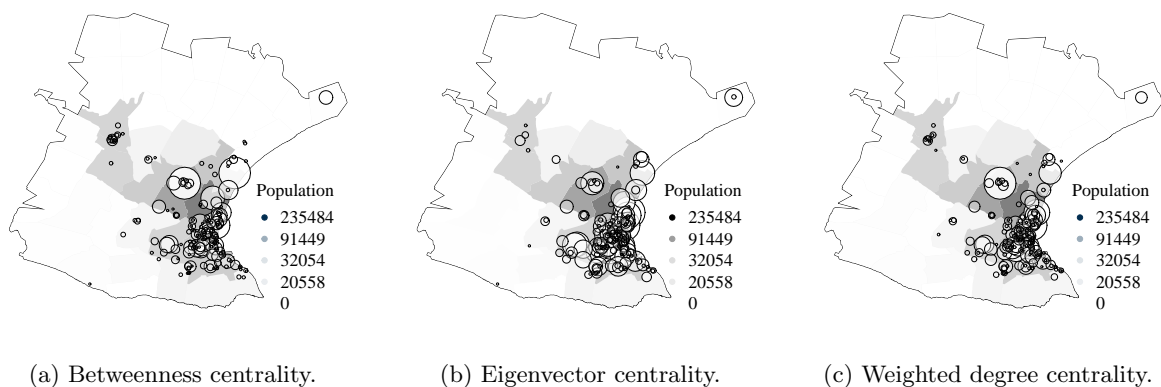 Population
235484
91449
32054
20558
0
Population
235484
91449
32054
20558
0
Population
235484
91449
32054
20558
0
(a) Betweenness centrality.
(b) Eigenvector centrality.
(c) Weighted degree centrality.